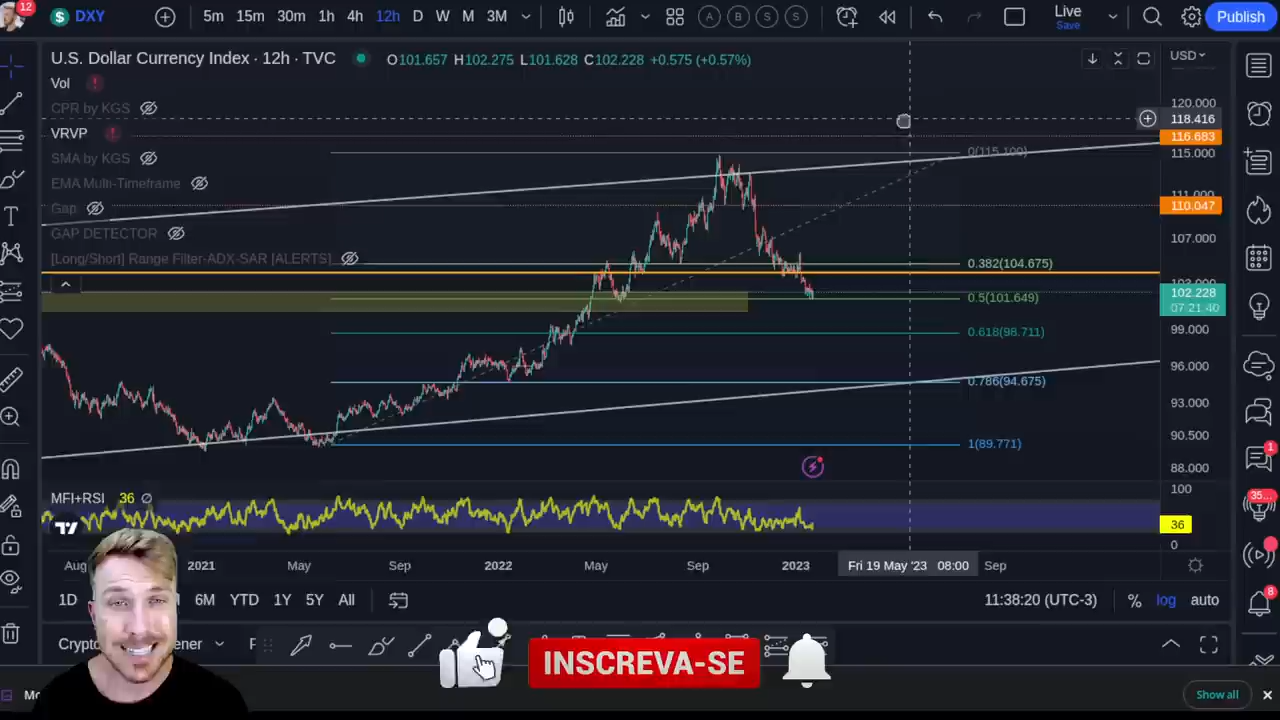 12
$ DXY
5m 15m 30m 1h 4h 12h D W M 3M
A B S S
Live
Save
Publish
U.S. Dollar Currency Index · 12h · TVC
O101.657 H102.275 L101.628 C102.228 +0.575 (+0.57%)
USD
Vol !
CPR by KGS
VRVP !
SMA by KGS
EMA Multi-Timeframe
Gap
GAP DETECTOR
[Long/Short] Range Filter-ADX-SAR [ALERTS]
120.000
118.416
116.683
115.000
111.000
110.047
107.000
102.228
07:21:40
99.000
96.000
93.000
90.500
88.000
0(115.100)
0.382(104.675)
0.5(101.649)
0.618(98.711)
0.786(94.675)
1(89.771)
MFI+RSI 36 ∅
100
36
0
1
35...
8
2021 May Sep 2022 May Sep 2023 Fri 19 May '23 08:00 Sep
1D 6M YTD 1Y 5Y All
11:38:20 (UTC-3) % log auto
INSCREVA-SE
Show all